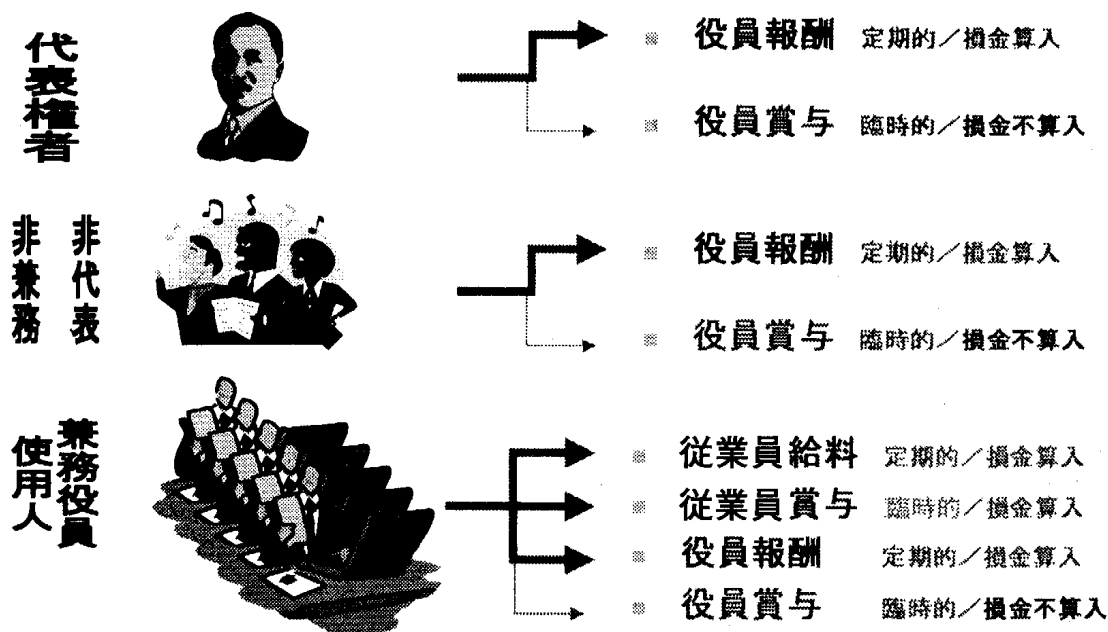 代表権者
役員報酬 定期的／損金算入
役員賞与 臨時的／損金不算入
非代表
非兼務
役員報酬 定期的／損金算入
役員賞与 臨時的／損金不算入
兼務役員
使用人
従業員給料 定期的／損金算入
従業員賞与 臨時的／損金算入
役員報酬 定期的／損金算入
役員賞与 臨時的／損金不算入